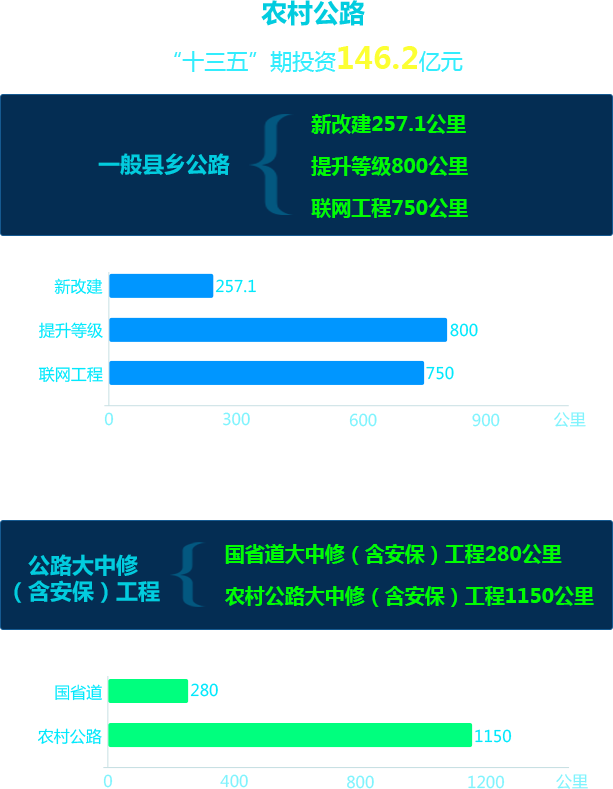 农村公路
“十三五”期投资146.2亿元
一般县乡公路
新改建257.1公里
提升等级800公里
联网工程750公里
新改建 257.1
提升等级 800
联网工程 750
0 300 600 900 公里
公路大中修
（含安保）工程
国省道大中修（含安保）工程280公里
农村公路大中修（含安保）工程1150公里
国省道 280
农村公路 1150
0 400 800 1200 公里